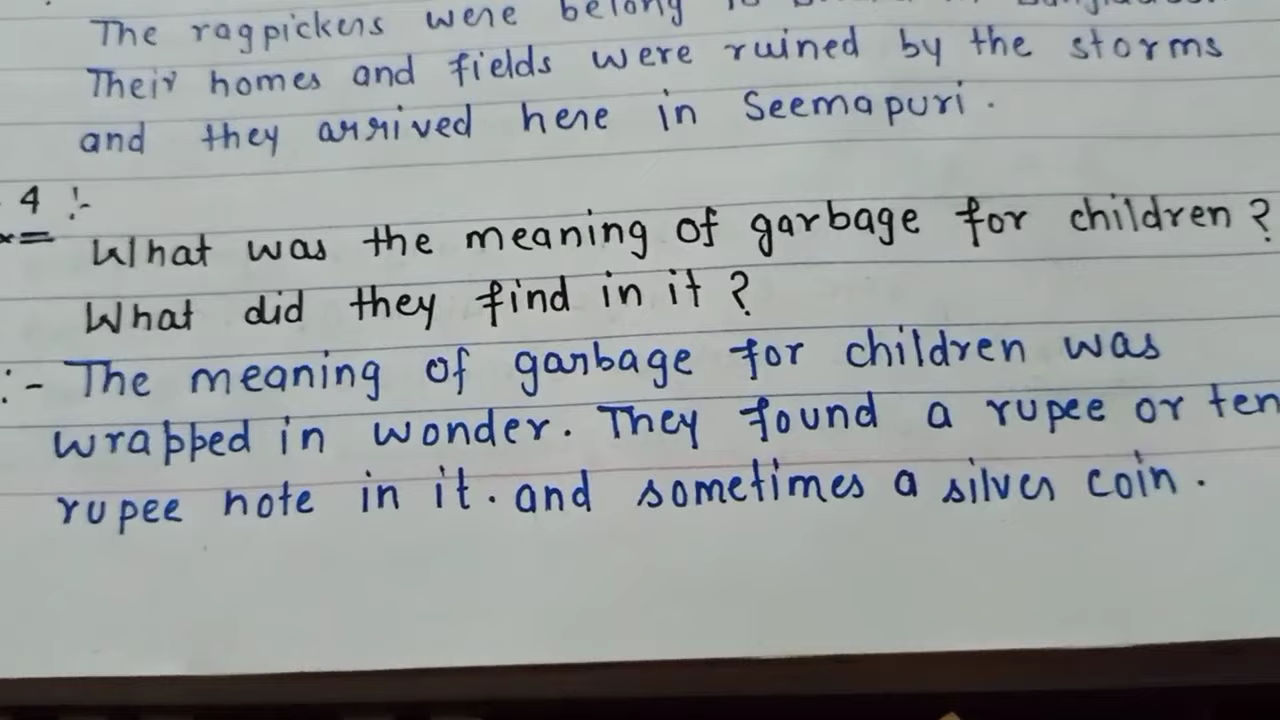 The ragpickers were belong
Their homes and fields were ruined by the storms
and they arrived here in Seemapuri.
4 :-
What was the meaning of garbage for children ?
What did they find in it ?
:- The meaning of garbage for children was
wrapped in wonder. They found a rupee or ten
rupee note in it. and sometimes a silver coin.